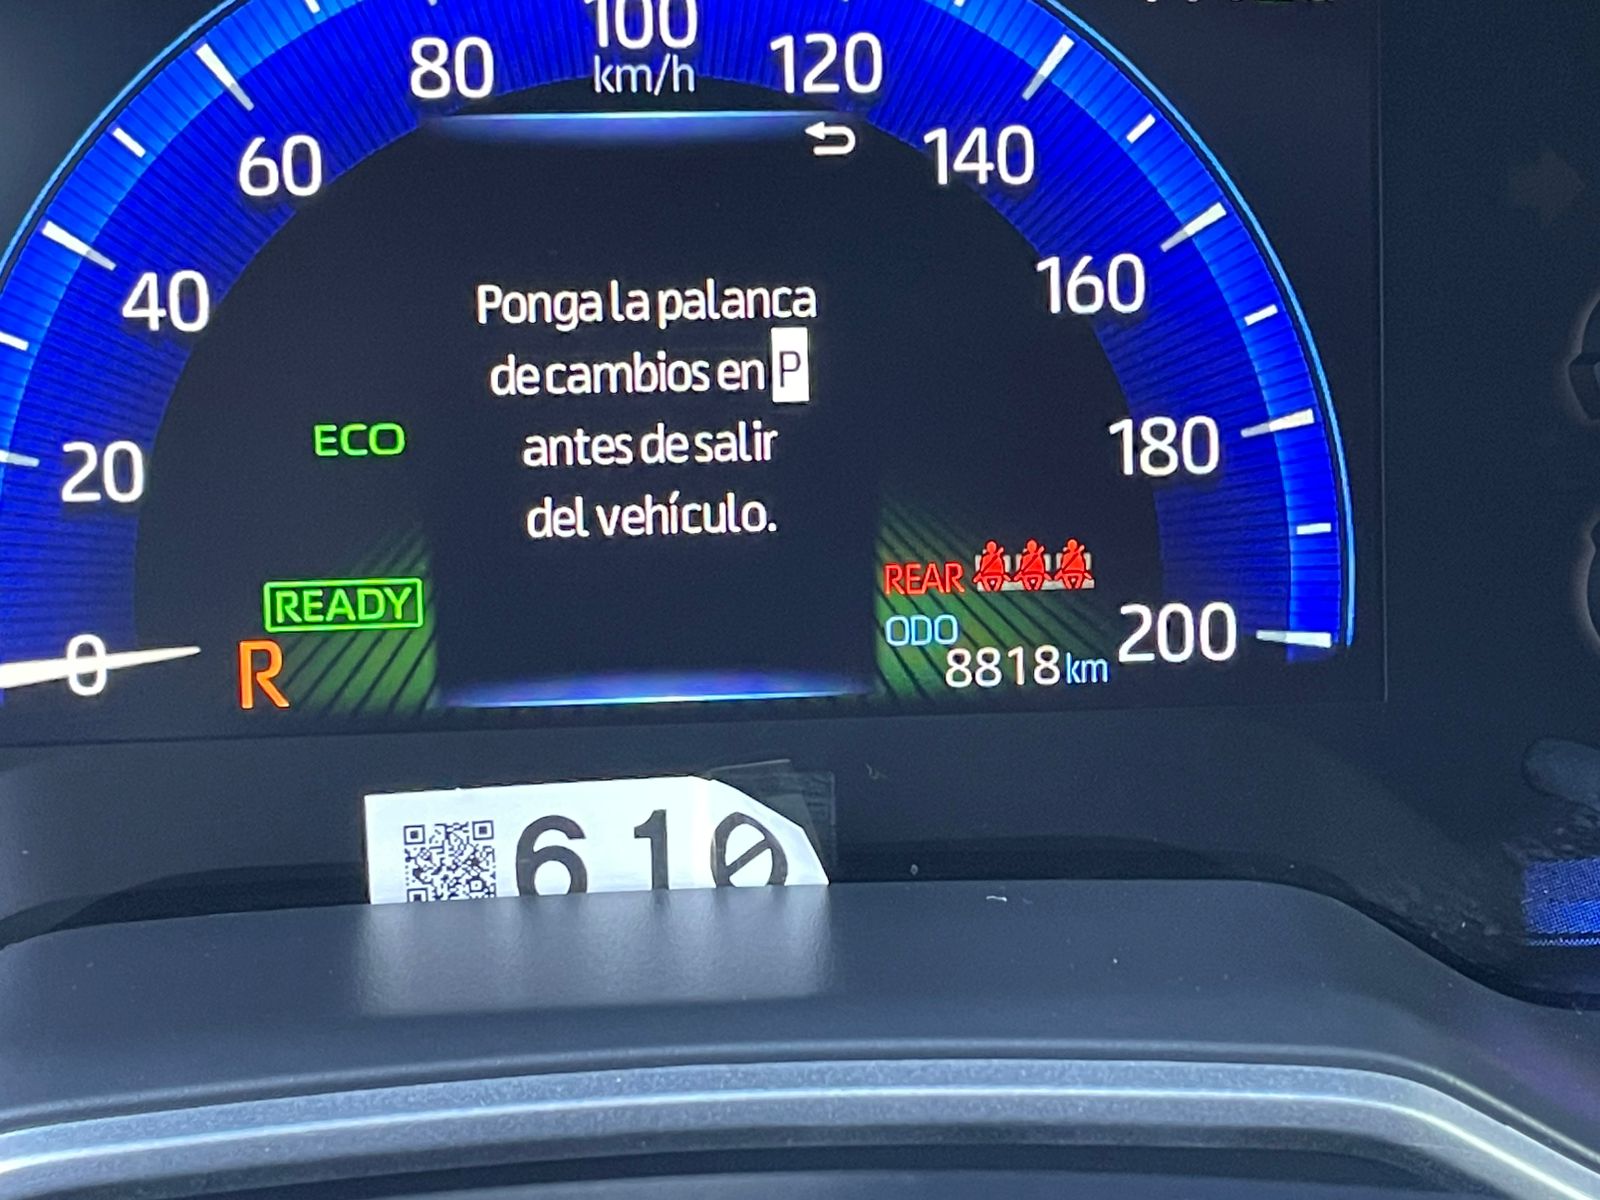 100
km/h
80
120
60
140
40
160
20
180
0
200
Ponga la palanca
de cambios en P
antes de salir
del vehículo.
ECO
READY
R
REAR
ODO
8818 km
610